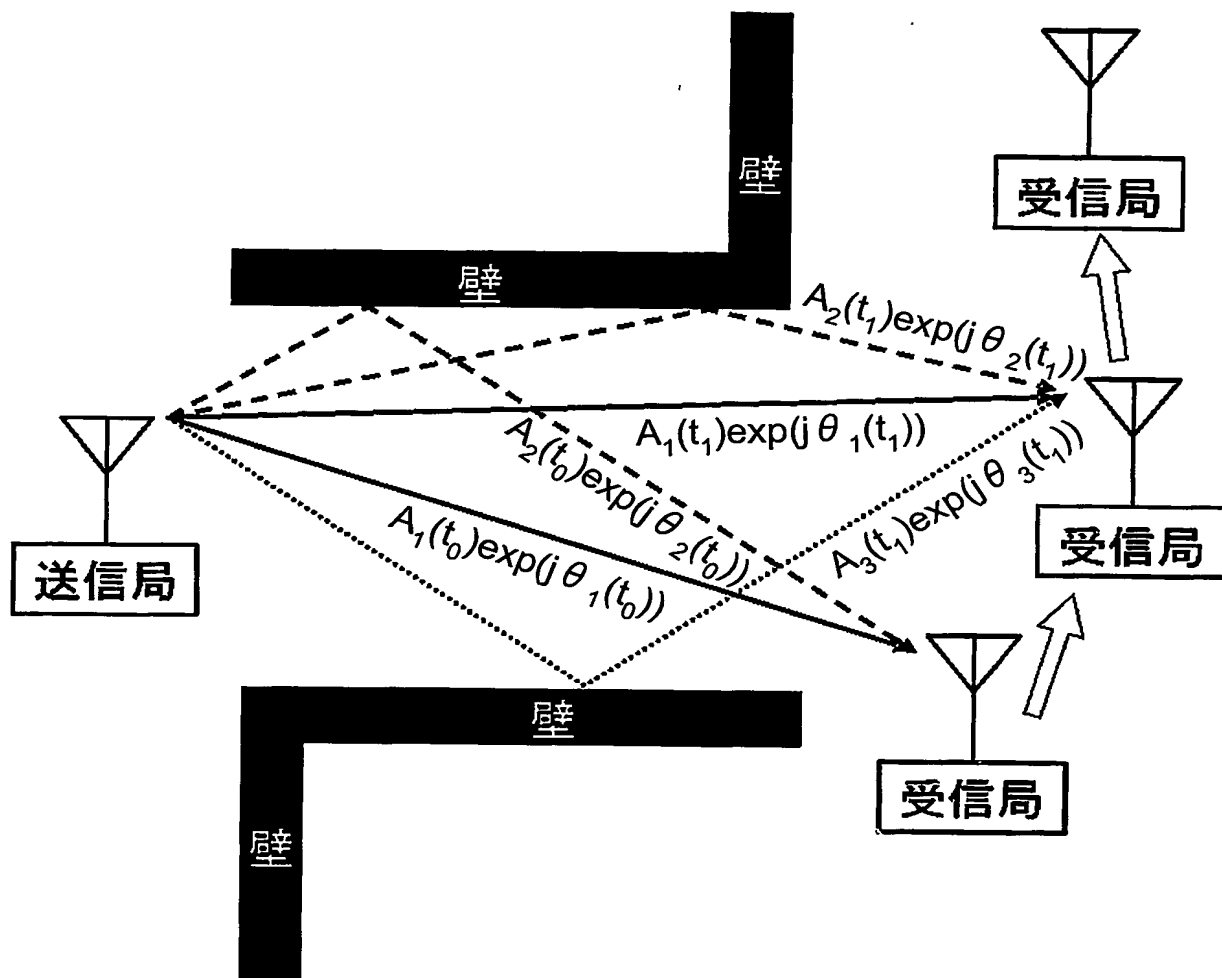 壁
受信局
壁
A₂(t₁)exp(jθ₂(t₁))
A₁(t₁)exp(jθ₁(t₁))
A₂(t₀)exp(jθ₂(t₀))
A₃(t₁)exp(jθ₃(t₁))
A₁(t₀)exp(jθ₁(t₀))
送信局
受信局
壁
受信局
壁